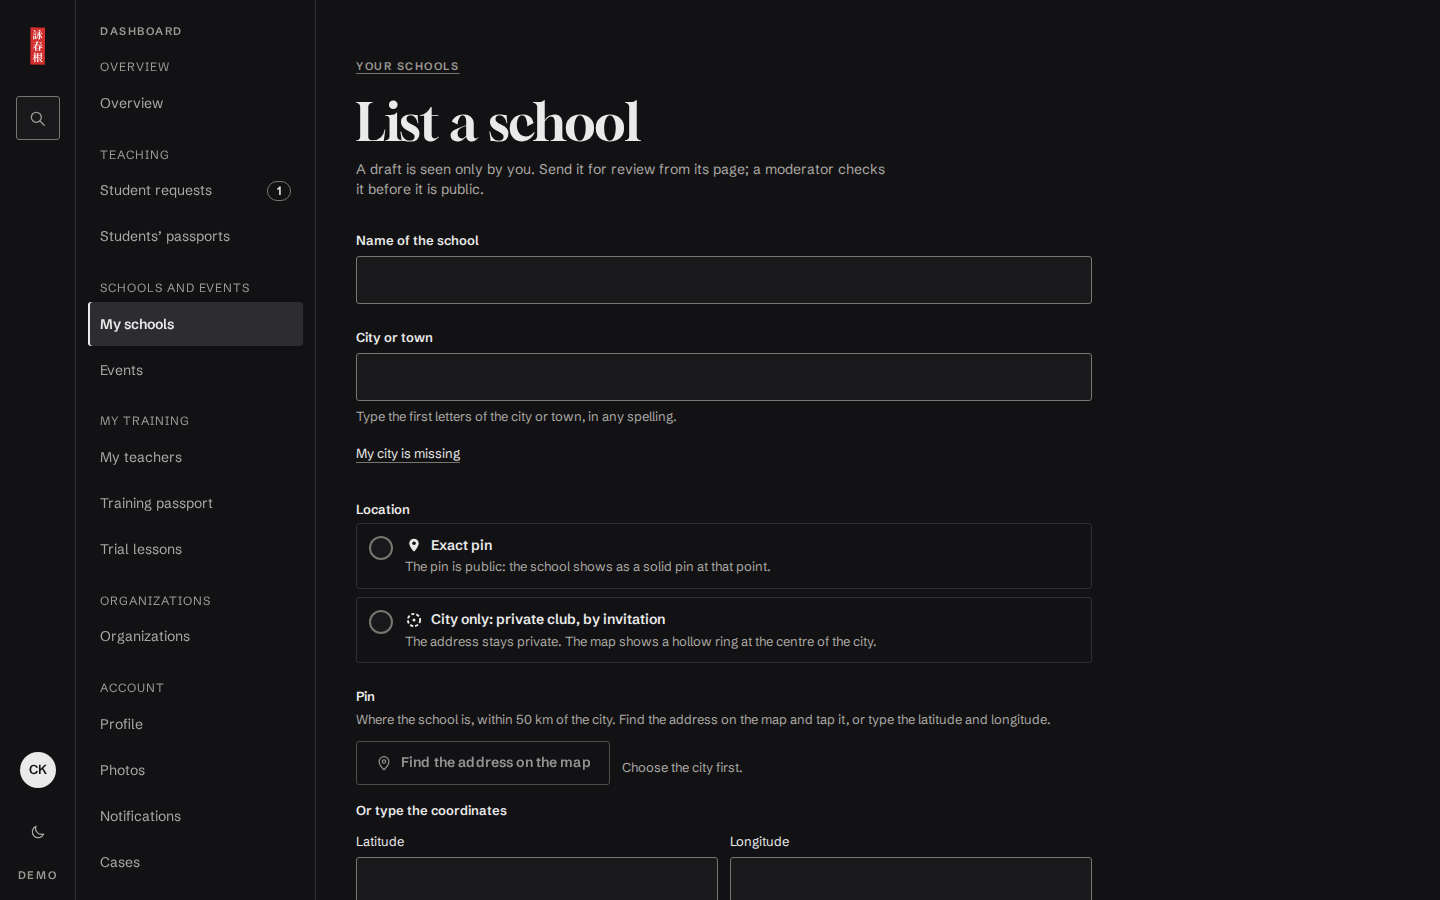 詠春根
DASHBOARD
OVERVIEW
Overview
TEACHING
Student requests 1
Students’ passports
SCHOOLS AND EVENTS
My schools
Events
MY TRAINING
My teachers
Training passport
Trial lessons
ORGANIZATIONS
Organizations
ACCOUNT
Profile
Photos
Notifications
Cases
CK
DEMO
YOUR SCHOOLS
List a school
A draft is seen only by you. Send it for review from its page; a moderator checks
it before it is public.
Name of the school
City or town
Type the first letters of the city or town, in any spelling.
My city is missing
Location
Exact pin
The pin is public: the school shows as a solid pin at that point.
City only: private club, by invitation
The address stays private. The map shows a hollow ring at the centre of the city.
Pin
Where the school is, within 50 km of the city. Find the address on the map and tap it, or type the latitude and longitude.
Find the address on the map
Choose the city first.
Or type the coordinates
Latitude
Longitude